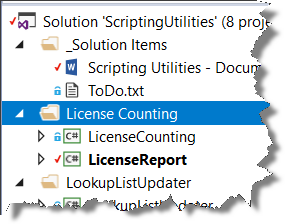 Solution 'ScriptingUtilities' (8 proje
_Solution Items
Scripting Utilities - Docum
ToDo.txt
License Counting
C# LicenseCounting
C# LicenseReport
LookupListUpdater